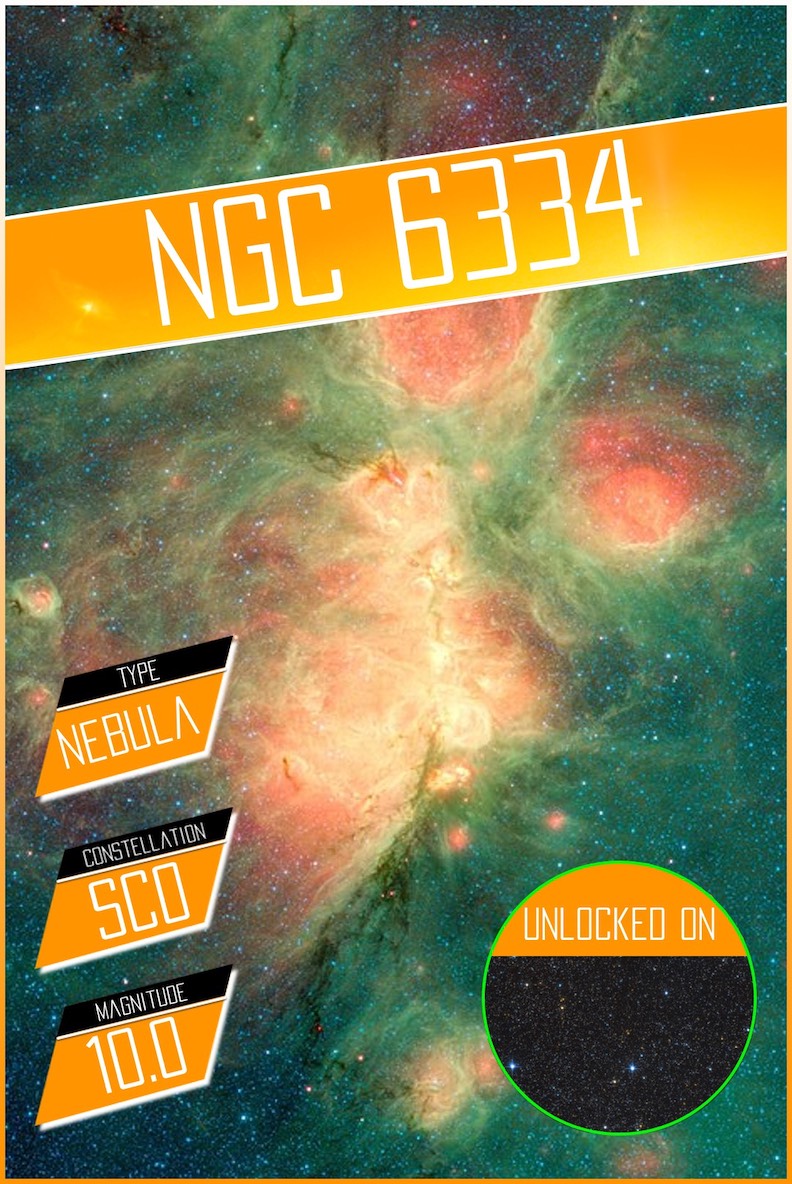 NGC 6334
TYPE
NEBULA
CONSTELLATION
SCO
MAGNITUDE
10.0
UNLOCKED ON